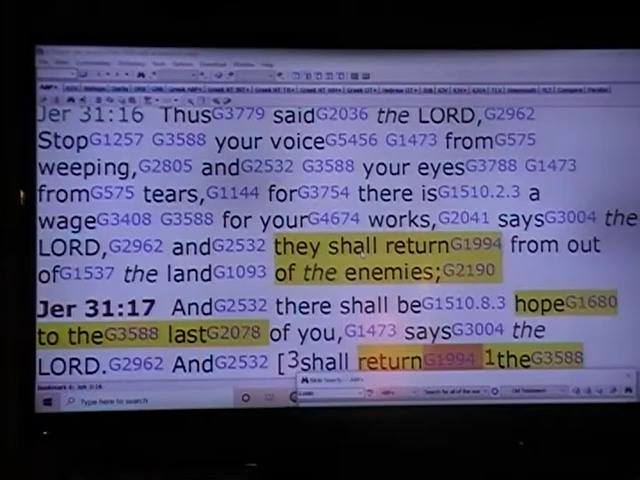 Jer 31:16 ThusG3779 saidG2036 the LORD,G2962
StopG1257 G3588 your voiceG5456 G1473 fromG575
weeping,G2805 andG2532 G3588 your eyesG3788 G1473
fromG575 tears,G1144 forG3754 there isG1510.2.3 a
wageG3408 G3588 for yourG4674 works,G2041 saysG3004 the
LORD,G2962 andG2532 they shall returnG1994 from out
ofG1537 the landG1093 of the enemies;G2190
Jer 31:17 AndG2532 there shall beG1510.8.3 hopeG1680
to theG3588 lastG2078 of you,G1473 saysG3004 the
LORD.G2962 AndG2532 [3shall returnG1994 1theG3588
Type here to search